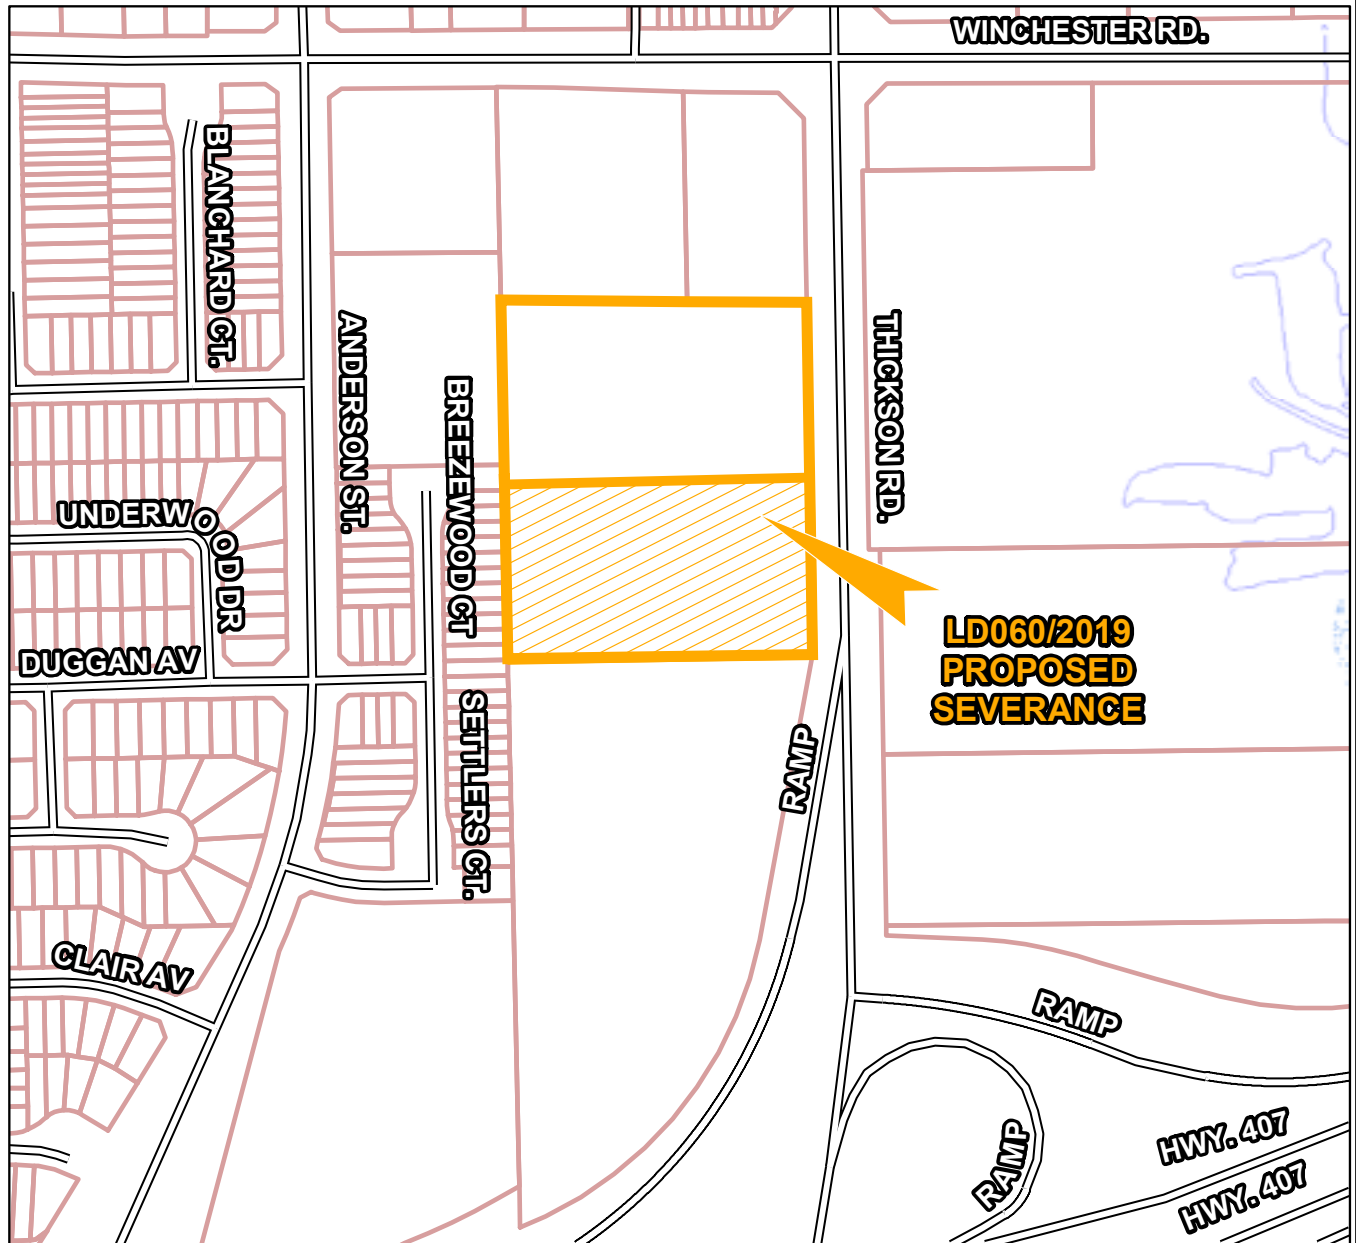 WINCHESTER RD.
BLANCHARD CT.
ANDERSON ST.
THICKSON RD.
BREEZEWOOD CT
UNDERWOOD DR
LD060/2019
PROPOSED
SEVERANCE
DUGGAN AV
SETTLERS CT.
RAMP
CLAIR AV
RAMP
RAMP
HWY. 407
HWY. 407